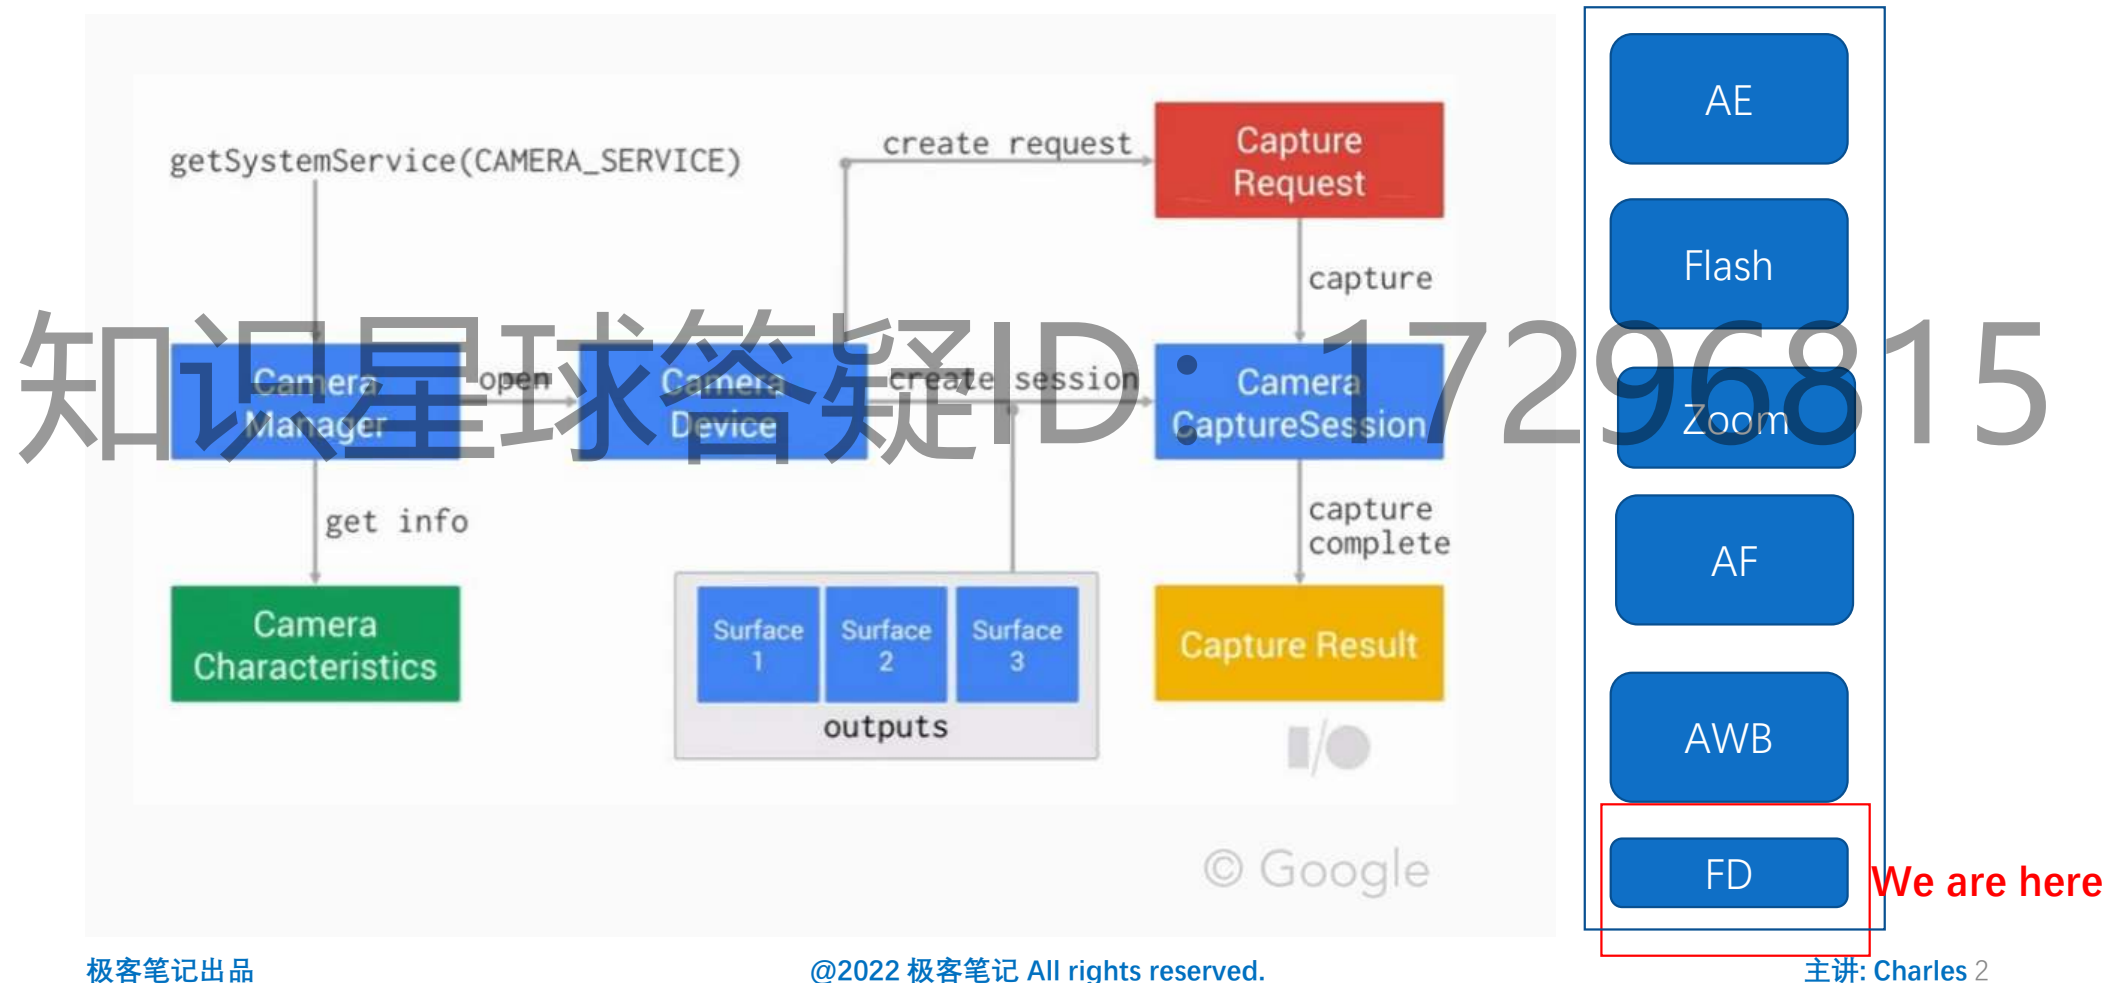 getSystemService(CAMERA_SERVICE)
create request
Capture
Request
capture
Camera
Manager
open
Camera
Device
create session
Camera
CaptureSession
get info
capture
complete
Camera
Characteristics
Surface
1
Surface
2
Surface
3
outputs
Capture Result
I/O
© Google
AE
Flash
Zoom
AF
AWB
FD
We are here
知识星球答疑ID：17296815
极客笔记出品
@2022 极客笔记 All rights reserved.
主讲: Charles 2